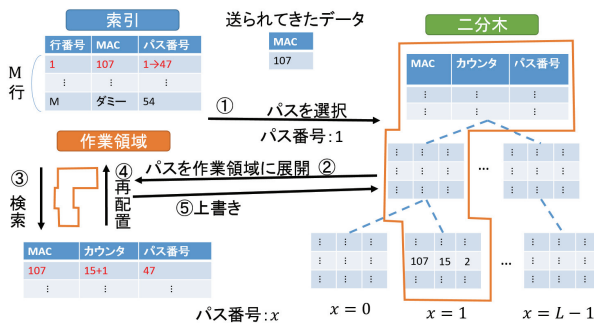 索引
行番号 MAC パス番号
1 107 1→47
⋮ ⋮ ⋮
M ダミー 54
M
行
送られてきたデータ
MAC
107
二分木
MAC カウンタ パス番号
⋮ ⋮ ⋮
⋮ ⋮ ⋮
① パスを選択
パス番号:1
作業領域
③
検索
④
再配置
パスを作業領域に展開 ②
⑤上書き
⋮ ⋮ ⋮ … ⋮ ⋮ ⋮
⋮ ⋮ ⋮ ⋮ ⋮ ⋮
⋮ ⋮ ⋮ ⋮ ⋮ ⋮
MAC カウンタ パス番号
107 15+1 47
⋮ ⋮ ⋮
⋮ ⋮ ⋮ ⋮ ⋮ ⋮ ⋮ ⋮ ⋮
⋮ ⋮ ⋮ 107 15 2 … ⋮ ⋮ ⋮
⋮ ⋮ ⋮ ⋮ ⋮ ⋮ ⋮ ⋮ ⋮
パス番号:x x = 0 x = 1 x = L − 1